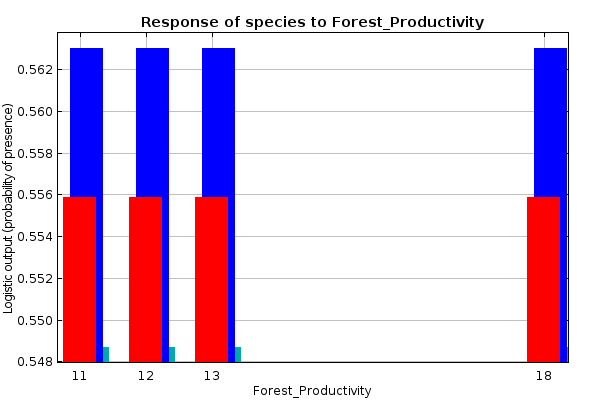 Response of species to Forest_Productivity
Logistic output (probability of presence)
0.562
0.560
0.558
0.556
0.554
0.552
0.550
0.548
11 12 13 18
Forest_Productivity